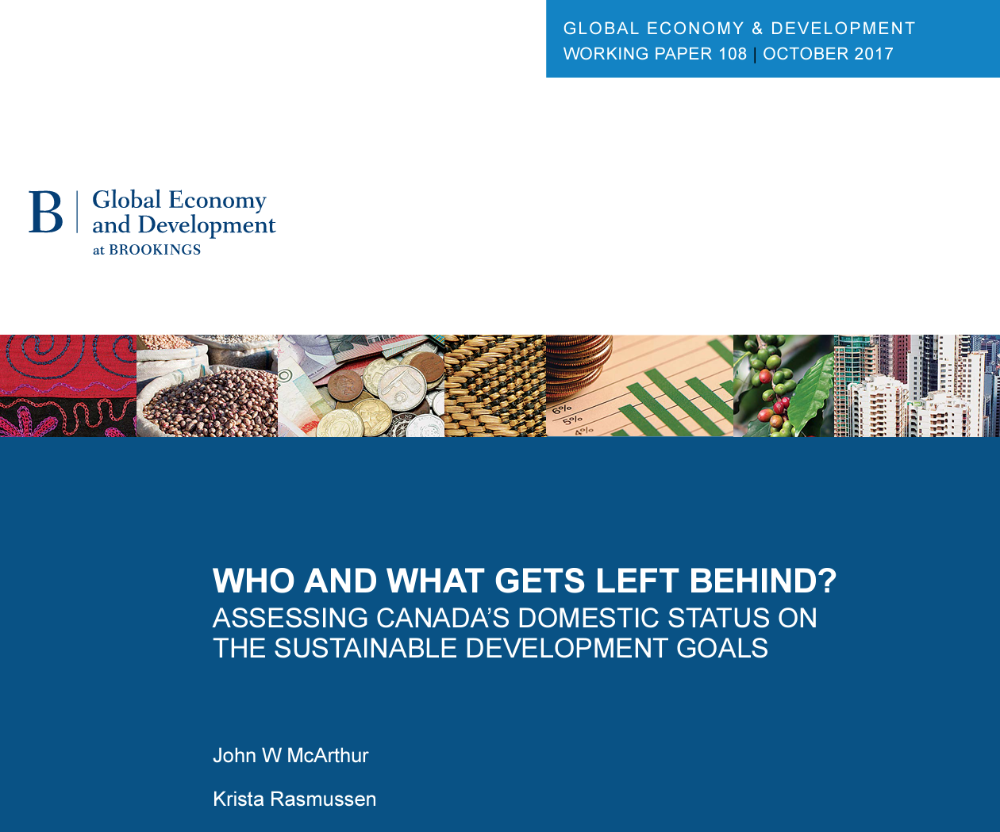 GLOBAL ECONOMY & DEVELOPMENT
WORKING PAPER 108 | OCTOBER 2017
B | Global Economy
and Development
at BROOKINGS
6%
5%
4%
WHO AND WHAT GETS LEFT BEHIND?
ASSESSING CANADA’S DOMESTIC STATUS ON
THE SUSTAINABLE DEVELOPMENT GOALS
John W McArthur
Krista Rasmussen